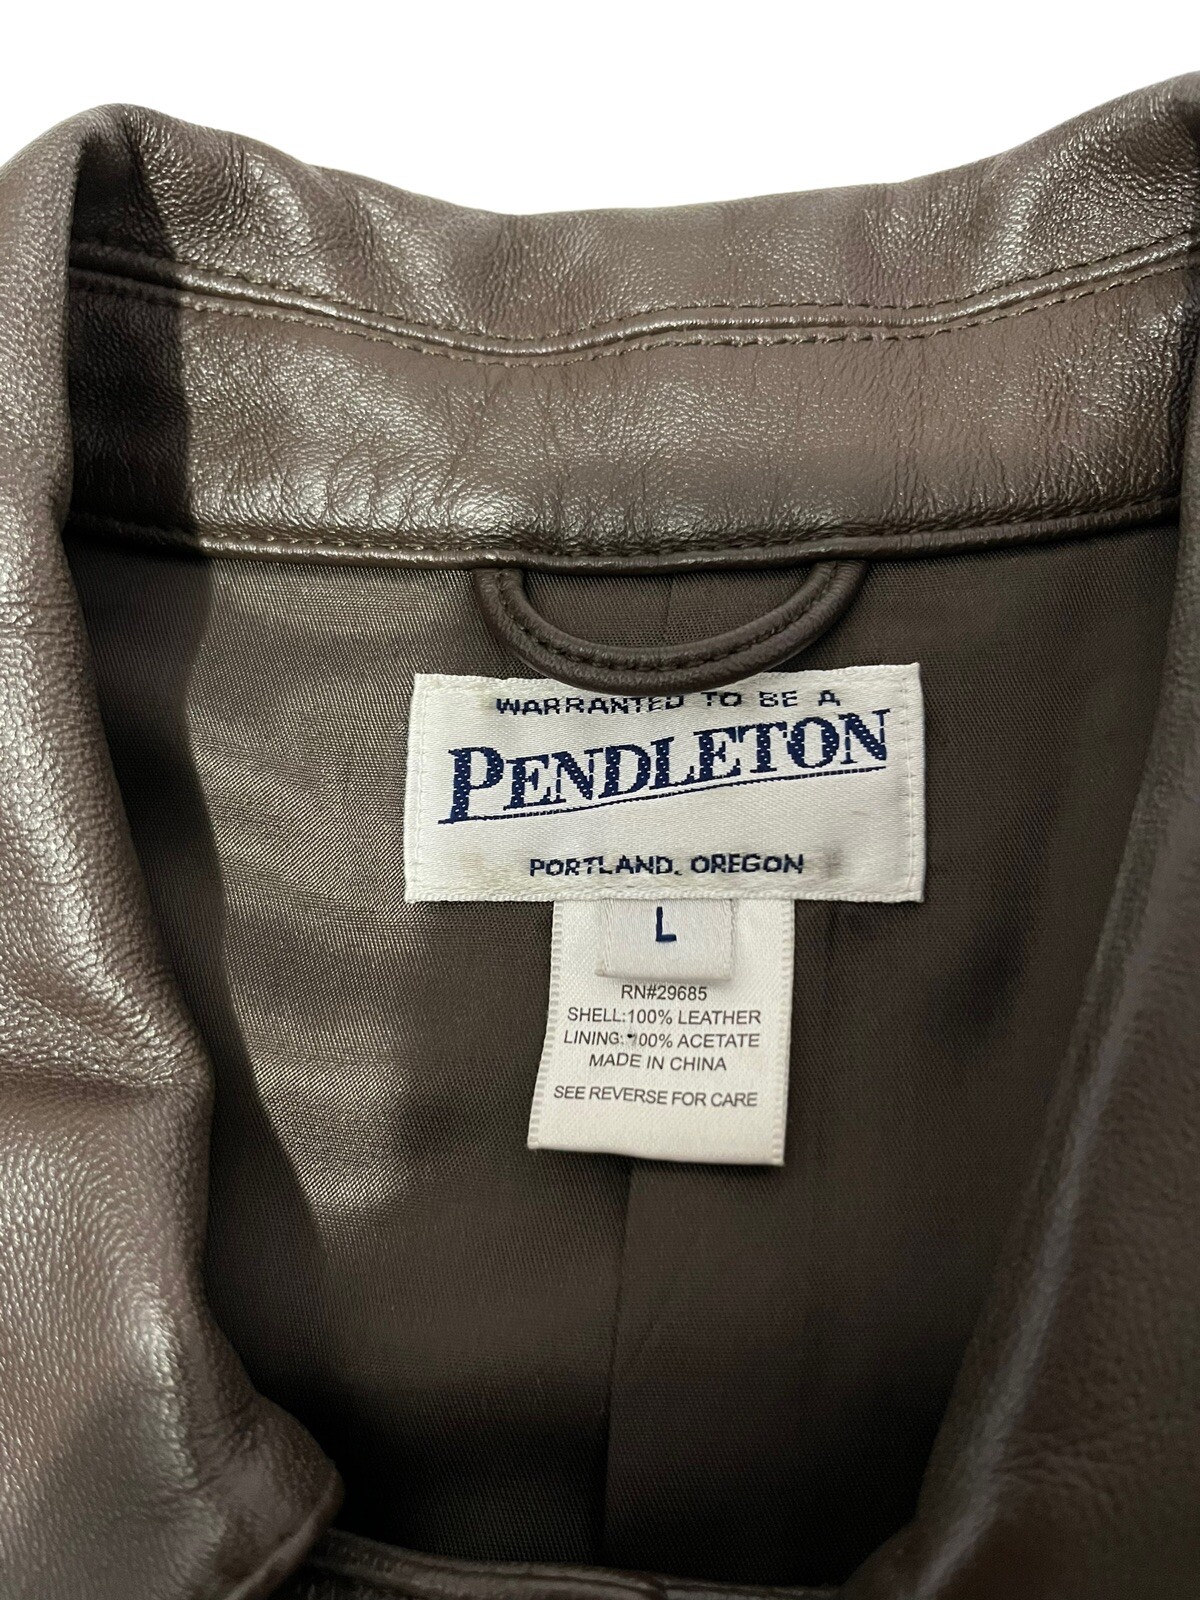 WARRANTED TO BE A
PENDLETON
PORTLAND, OREGON
L
RN#29685
SHELL:100% LEATHER
LINING:100% ACETATE
MADE IN CHINA
SEE REVERSE FOR CARE